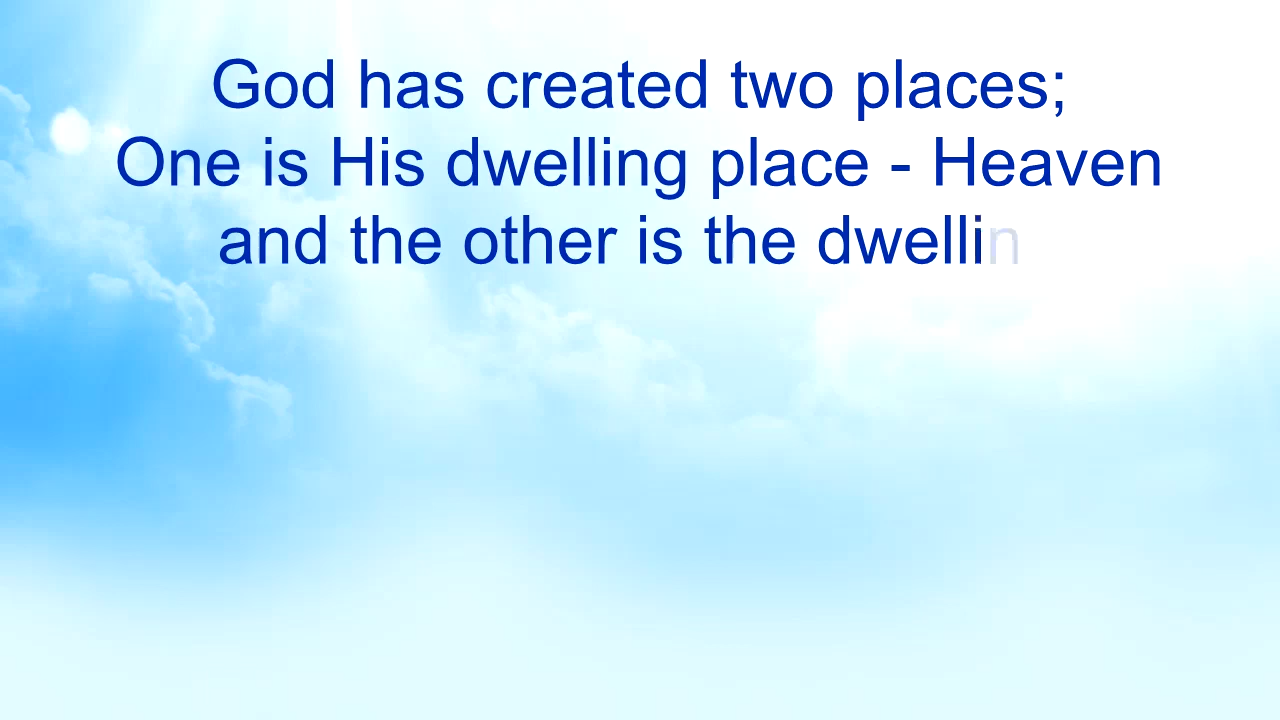 God has created two places;
One is His dwelling place - Heaven
and the other is the dwellin